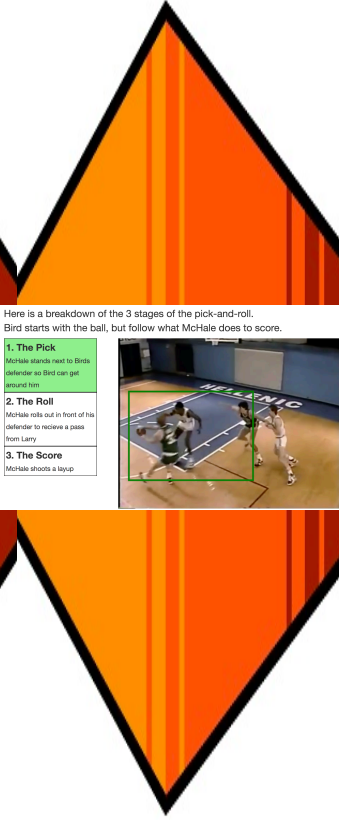 Here is a breakdown of the 3 stages of the pick-and-roll.
Bird starts with the ball, but follow what McHale does to score.
1. The Pick
McHale stands next to Birds
defender so Bird can get
around him
2. The Roll
McHale rolls out in front of his
defender to recieve a pass
from Larry
3. The Score
McHale shoots a layup
HELLENIC